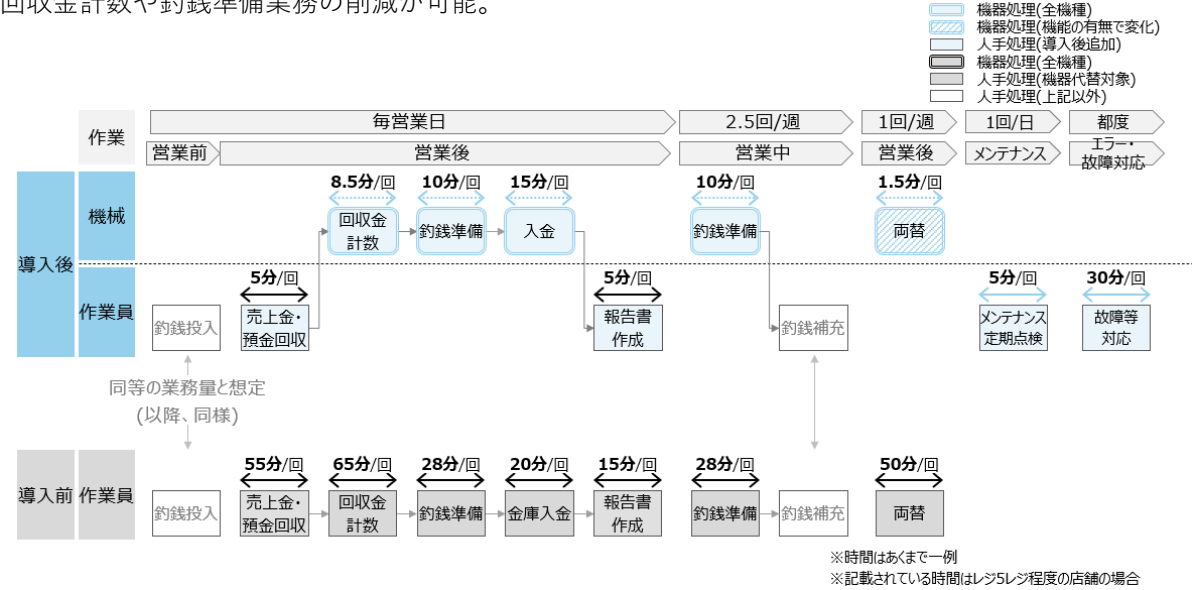 回収金計数や釣銭準備業務の削減が可能。
機器処理(全機種)
機器処理(機能の有無で変化)
人手処理(導入後追加)
機器処理(全機種)
人手処理(機器代替対象)
人手処理(上記以外)
作業
毎営業日
2.5回/週
1回/週
1回/日
都度
営業前
営業後
営業中
営業後
メンテナンス
エラー・
故障対応
導入後
機械
8.5分/回
10分/回
15分/回
10分/回
1.5分/回
回収金
計数
釣銭準備
入金
釣銭準備
両替
作業員
5分/回
5分/回
5分/回
30分/回
釣銭投入
売上金・
預金回収
報告書
作成
釣銭補充
メンテナンス
定期点検
故障等
対応
同等の業務量と想定
(以降、同様)
導入前
作業員
55分/回
65分/回
28分/回
20分/回
15分/回
28分/回
50分/回
釣銭投入
売上金・
預金回収
回収金
計数
釣銭準備
金庫入金
報告書
作成
釣銭準備
釣銭補充
両替
※時間はあくまで一例
※記載されている時間はレジ5レジ程度の店舗の場合